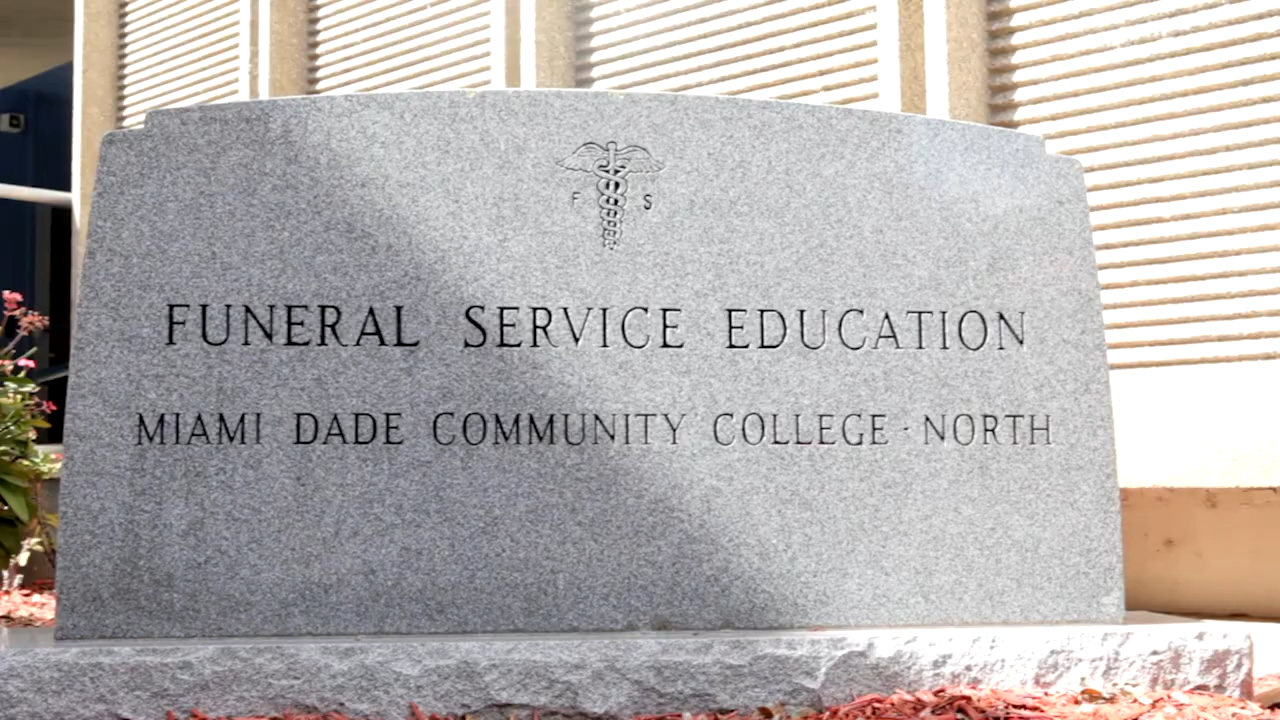 F S
FUNERAL SERVICE EDUCATION
MIAMI DADE COMMUNITY COLLEGE · NORTH